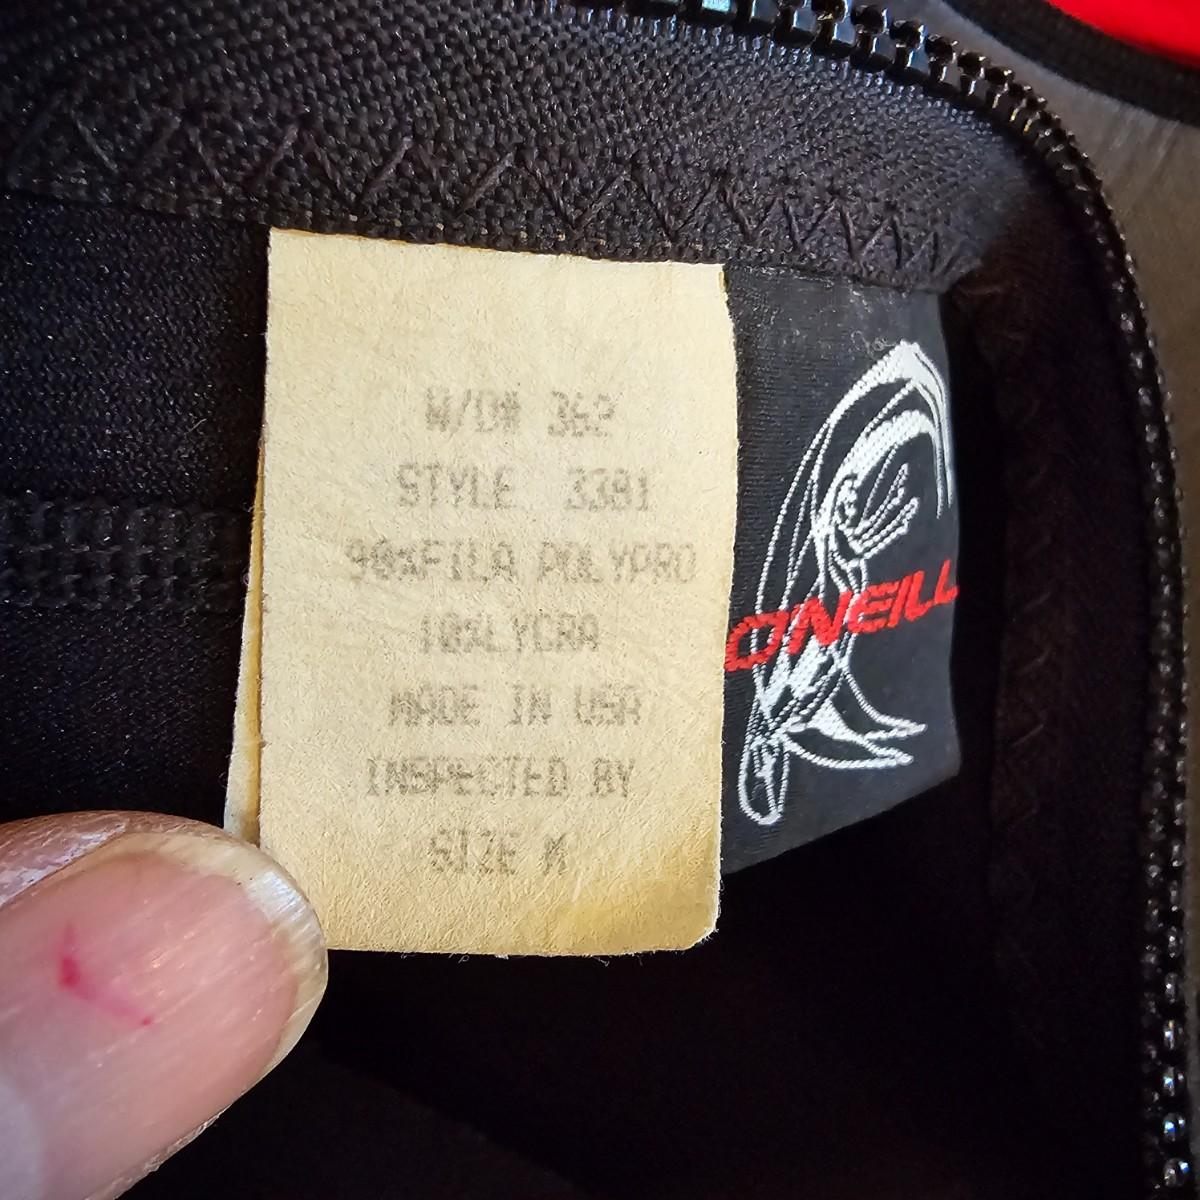 W/O# 362
STYLE 3381
90%FILA POLYPRO
10%LYCRA
MADE IN USA
INSPECTED BY
SIZE M
O'NEILL